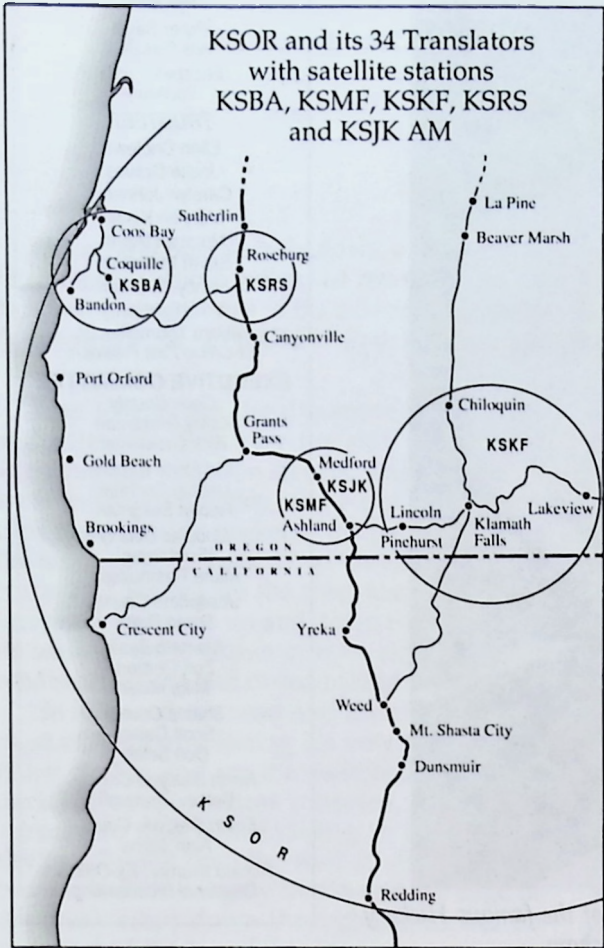 KSOR and its 34 Translators
with satellite stations
KSBA, KSMF, KSKF, KSRS
and KSJK AM
La Pine
Sutherlin
Coos Bay
Beaver Marsh
Roseburg
Coquille
KSBA
KSRS
Bandon
Canyonville
Port Orford
Chiloquin
Grants
Pass
KSKF
Gold Beach
Medford
KSJK
KSMF
Lincoln
Lakeview
Ashland
Pinehurst
Klamath
Falls
Brookings
OREGON
CALIFORNIA
Crescent City
Yreka
Weed
Mt. Shasta City
Dunsmuir
KSOR
Redding